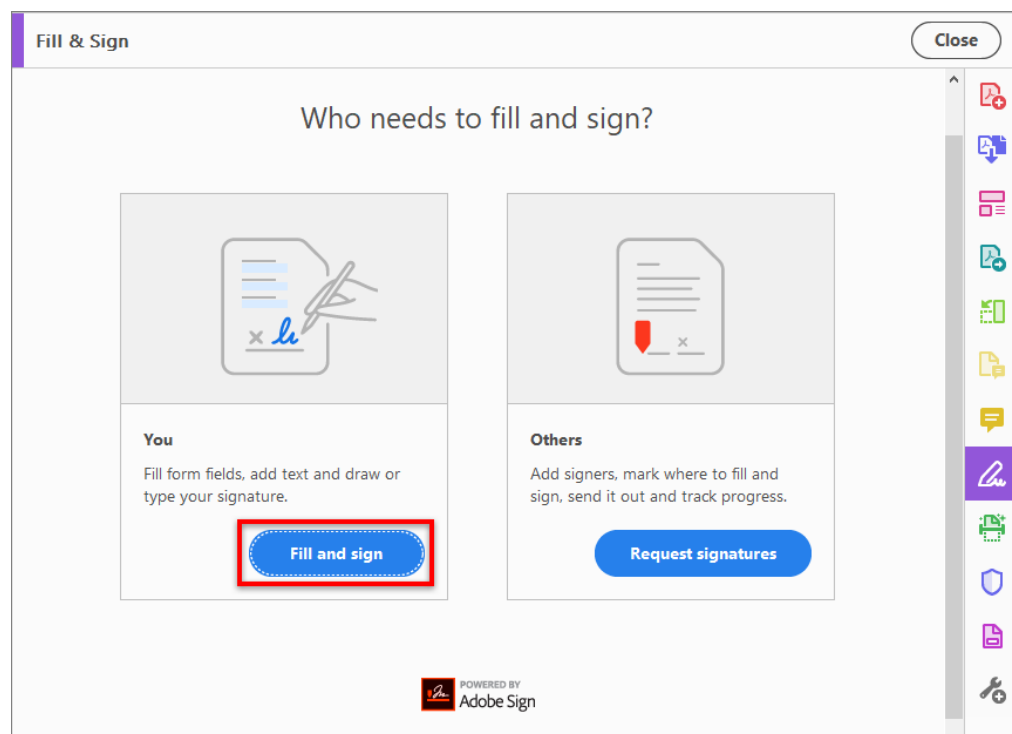 Fill & Sign
Close
Who needs to fill and sign?
You
Fill form fields, add text and draw or
type your signature.
Fill and sign
Others
Add signers, mark where to fill and
sign, send it out and track progress.
Request signatures
POWERED BY
Adobe Sign